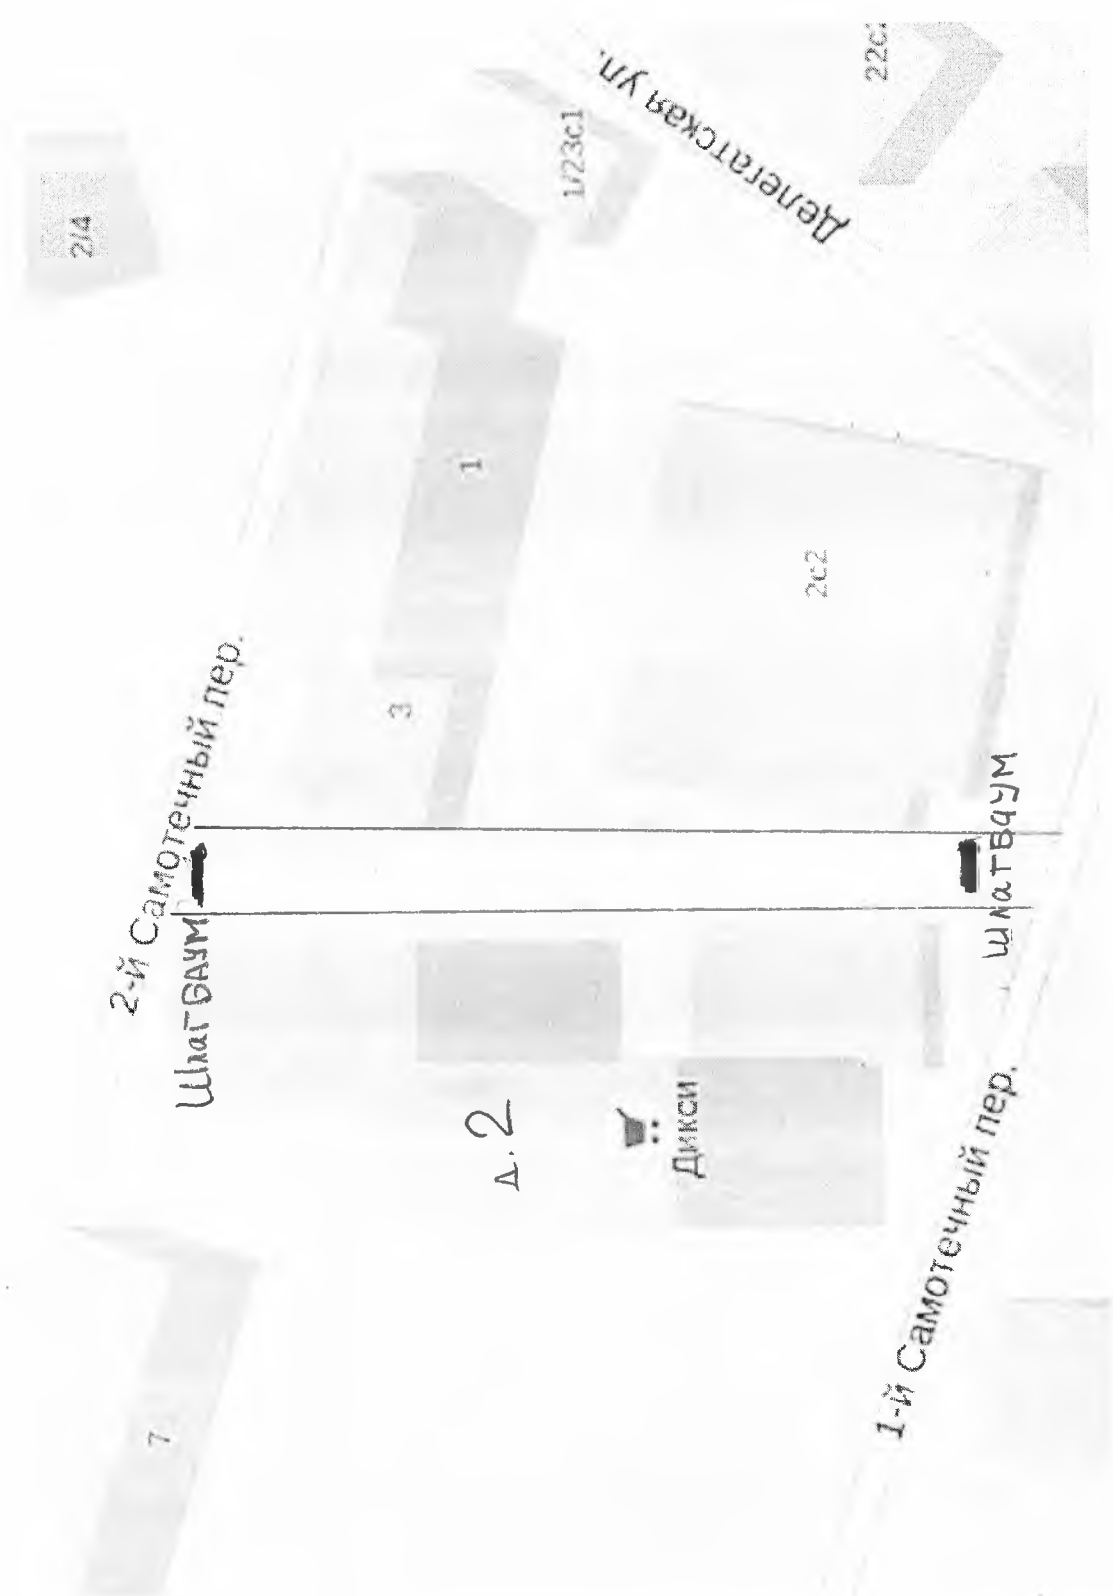 2/4
7
2-й Самотечный пер.
ШлагБАУМ
3
1
д.2
1/23с1
Делегатская ул.
Дикси
2с2
22с
1-й Самотечный пер.
ШлагБаУМ